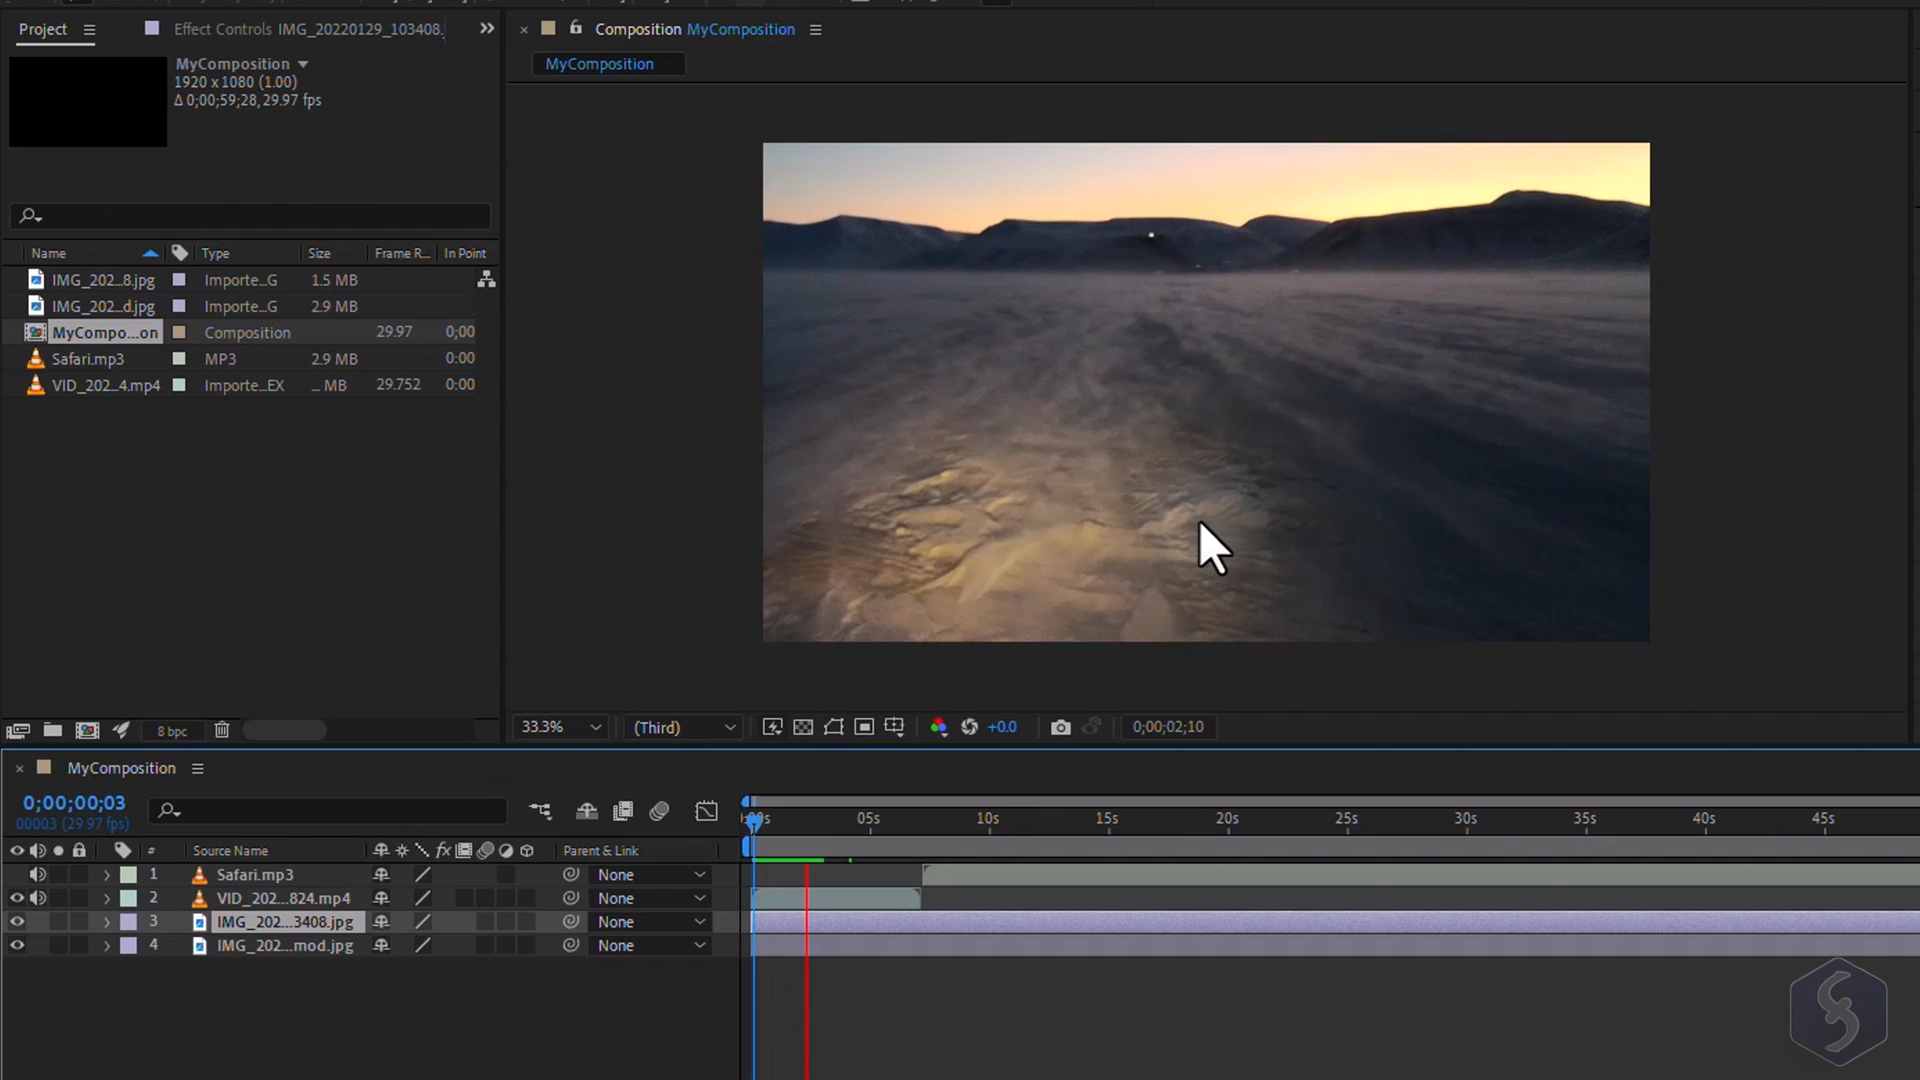 Project
Effect Controls IMG_20220129_103408.
Composition MyComposition
MyComposition
1920 x 1080 (1.00)
Δ 0;00;59;28, 29.97 fps
MyComposition
Name Type Size Frame R... In Point
IMG_202...8.jpg Importe...G 1.5 MB
IMG_202...d.jpg Importe...G 2.9 MB
MyCompo...on Composition 29.97 0;00
Safari.mp3 MP3 2.9 MB 0:00
VID_202...4.mp4 Importe...EX ... MB 29.752 0:00
8 bpc
33.3% (Third) +0.0 0;00;02;10
MyComposition
0;00;00;03
00003 (29.97 fps)
05s 10s 15s 20s 25s 30s 35s 40s 45s
# Source Name fx Parent & Link
1 Safari.mp3 None
2 VID_202...824.mp4 None
3 IMG_202...3408.jpg None
4 IMG_202...mod.jpg None